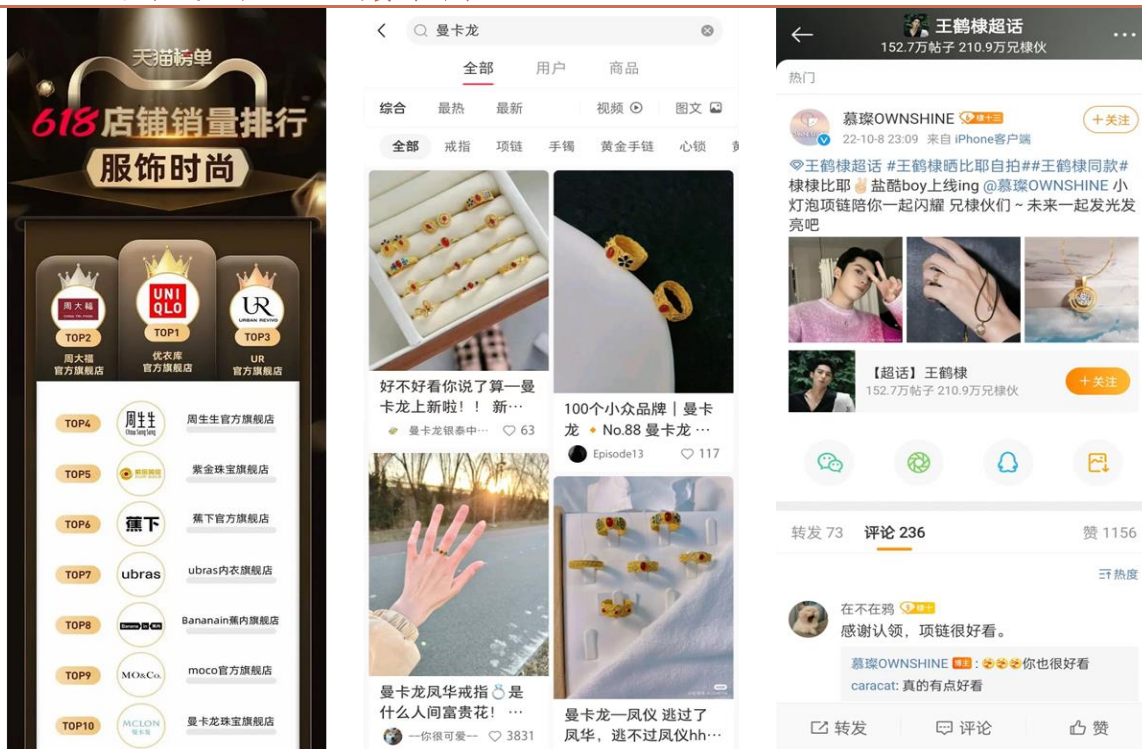 天猫榜单
618店铺销量排行
服饰时尚
周大福
UNI
QLO
UR
URBAN REVIVO
TOP2
TOP1
TOP3
周大福
官方旗舰店
优衣库
官方旗舰店
UR
官方旗舰店
TOP4
周生生
Chow Sang Sang
周生生官方旗舰店
TOP5
紫金珠宝旗舰店
TOP6
蕉下
蕉下官方旗舰店
TOP7
ubras
ubras内衣旗舰店
TOP8
Bananain蕉内旗舰店
TOP9
MO&Co.
moco官方旗舰店
TOP10
MCLON
曼卡龙
曼卡龙珠宝旗舰店
曼卡龙
全部 用户 商品
综合 最热 最新 视频 图文
全部 戒指 项链 手镯 黄金手链 心锁
好不好看你说了算—曼
卡龙上新啦！！ 新…
曼卡龙银泰中… 63
100个小众品牌｜曼卡
龙🔸No.88 曼卡龙 …
Episode13 117
曼卡龙凤华戒指💍是
什么人间富贵花！ …
--你很可爱-- 3831
曼卡龙—凤仪 逃过了
凤华，逃不过凤仪hh…
王鹤棣超话
152.7万帖子 210.9万兄棣伙
热门
慕璨OWNSHINE 棣十三
+关注
22-10-8 23:09 来自 iPhone客户端
王鹤棣超话 #王鹤棣晒比耶自拍##王鹤棣同款#
棣棣比耶✌盐酷boy上线ing @慕璨OWNSHINE 小
灯泡项链陪你一起闪耀 兄棣伙们 ~ 未来一起发光发
亮吧
【超话】王鹤棣
152.7万帖子 210.9万兄棣伙
+关注
转发 73 评论 236 赞 1156
热度
在不在鸦 棣十
感谢认领，项链很好看。
慕璨OWNSHINE 博主 : 你也很好看
caracat: 真的有点好看
转发 评论 赞